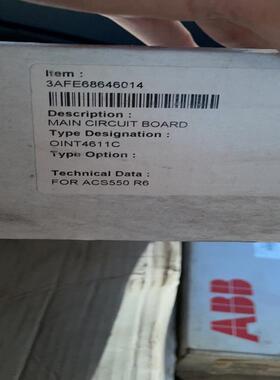 Item :
3AFE68646014
Description :
MAIN CIRCUIT BOARD
Type Designation :
OINT4611C
Type Option :
Technical Data :
FOR ACS550 R6
ABB